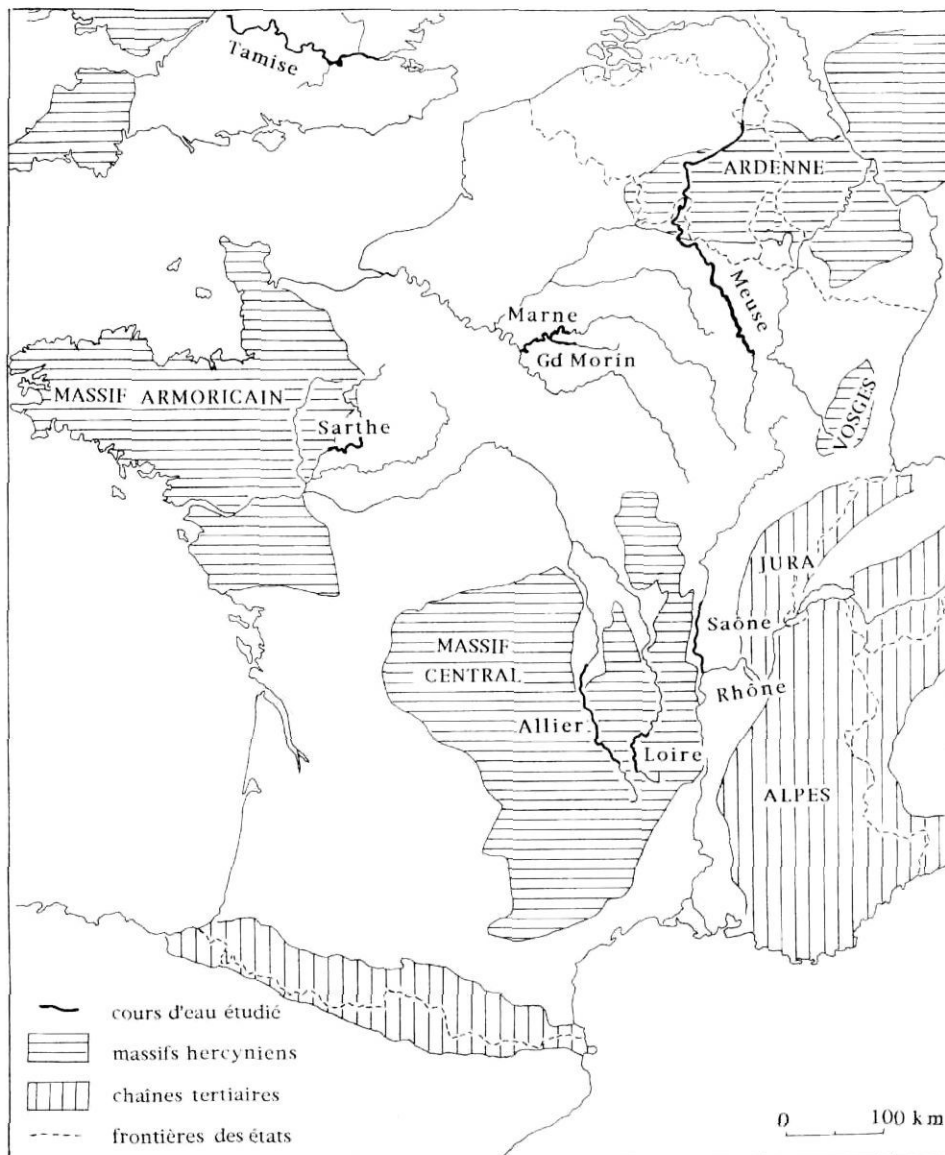 Tamise
ARDENNE
Meuse
Marne
Gd Morin
MASSIF ARMORICAIN
Sarthe
VOSGES
JURA
Saône
MASSIF
CENTRAL
Rhône
Allier
Loire
ALPES
cours d'eau étudié
massifs hercyniens
chaînes tertiaires
frontières des états
0 100 km